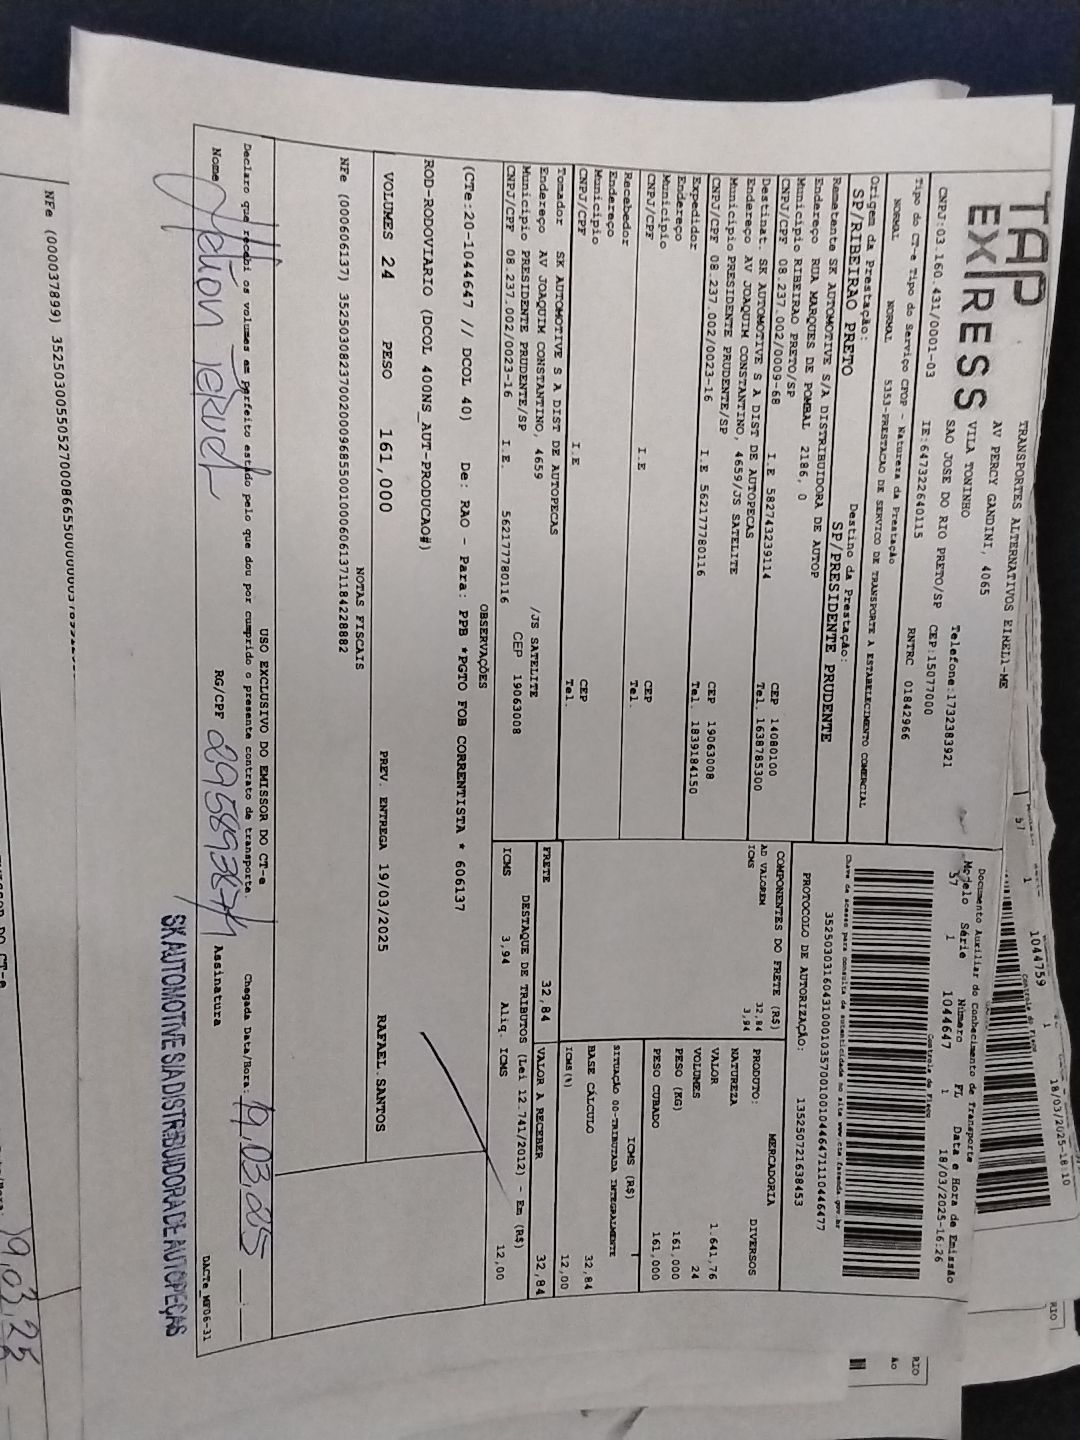 TAP
EXPRESS
TRANSPORTES ALTERNATIVOS EIRELI-ME
AV PERCY GANDINI, 4065
VILA TONINHO
SAO JOSE DO RIO PRETO/SP CEP:15077000
Telefone:1732383921
CNPJ:03.160.431/0001-03 IE:647322640115 RNTRC 01842966
Tipo do CT-e Tipo do Serviço CFOP - Natureza da Prestação
NORMAL NORMAL 5353-PRESTACAO DE SERVICO DE TRANSPORTE A ESTABELECIMENTO COMERCIAL
Origem da Prestação: Destino da Prestação:
SP/RIBEIRAO PRETO SP/PRESIDENTE PRUDENTE
Remetente SK AUTOMOTIVE S/A DISTRIBUIDORA DE AUTOP
Endereço RUA MARQUES DE POMBAL 2186, 0
Município RIBEIRAO PRETO/SP CEP 14080100
CNPJ/CPF 08.237.002/0009-68 I.E 582743239114 Tel. 1638785300
Destinat. SK AUTOMOTIVE S A DIST DE AUTOPECAS
Endereço AV JOAQUIM CONSTANTINO, 4659/JS SATELITE
Município PRESIDENTE PRUDENTE/SP CEP 19063008
CNPJ/CPF 08.237.002/0023-16 I.E 562177780116 Tel. 1839184150
Expedidor
Endereço
Município CEP
CNPJ/CPF I.E Tel.
Recebedor
Endereço
Município CEP
CNPJ/CPF I.E Tel.
Tomador SK AUTOMOTIVE S A DIST DE AUTOPECAS
Endereço AV JOAQUIM CONSTANTINO, 4659 /JS SATELITE
Município PRESIDENTE PRUDENTE/SP CEP 19063008
CNPJ/CPF 08.237.002/0023-16 I.E. 562177780116
Documento Auxiliar do Conhecimento de Transporte
Modelo Série Número FL Data e Hora de Emissão
57 1 1044647 1 18/03/2025-16:26
Controle do Fisco
Chave de acesso para consulta de autenticidade no site www.cte.fazenda.gov.br
35250303160431000103570010010446471110446477
PROTOCOLO DE AUTORIZAÇÃO: 135250721638453
COMPONENTES DO FRETE (R$)
AD VALOREM 32,84
ICMS 3,94
MERCADORIA
PRODUTO: DIVERSOS
NATUREZA
VALOR 1.641,76
VOLUMES 24
PESO (KG) 161,000
PESO CUBADO 161,000
ICMS (R$)
SITUAÇÃO 00-TRIBUTADA INTEGRALMENTE
BASE CÁLCULO 32,84
ICMS(%) 12,00
FRETE 32,84 VALOR A RECEBER 32,84
DESTAQUE DE TRIBUTOS (Lei 12.741/2012) - Em (R$)
ICMS 3,94 Aliq. ICMS 12,00
OBSERVAÇÕES
(CTe:20-1044647 // DCOL 40) De: RAO - Para: PPB *PGTO FOB CORRENTISTA * 606137
ROD-RODOVIARIO (DCOL 400NS_AUT-PRODUCAO#)
VOLUMES 24 PESO 161,000 PREV. ENTREGA 19/03/2025 RAFAEL.SANTOS
NOTAS FISCAIS
NFe (000606137) 35250308237002000968550010006061371184228882
USO EXCLUSIVO DO EMISSOR DO CT-e
Declaro que recebi os volumes em perfeito estado pelo que dou por cumprido o presente contrato de transporte. Chegada Data/Hora: 19.03.25
Nome RG/CPF Assinatura
DACTe_MF06-31
SK AUTOMOTIVE S/A DISTRIBUIDORA DE AUTOPEÇAS
1 1044759 1 18/03/2025-18:10
19.03.25